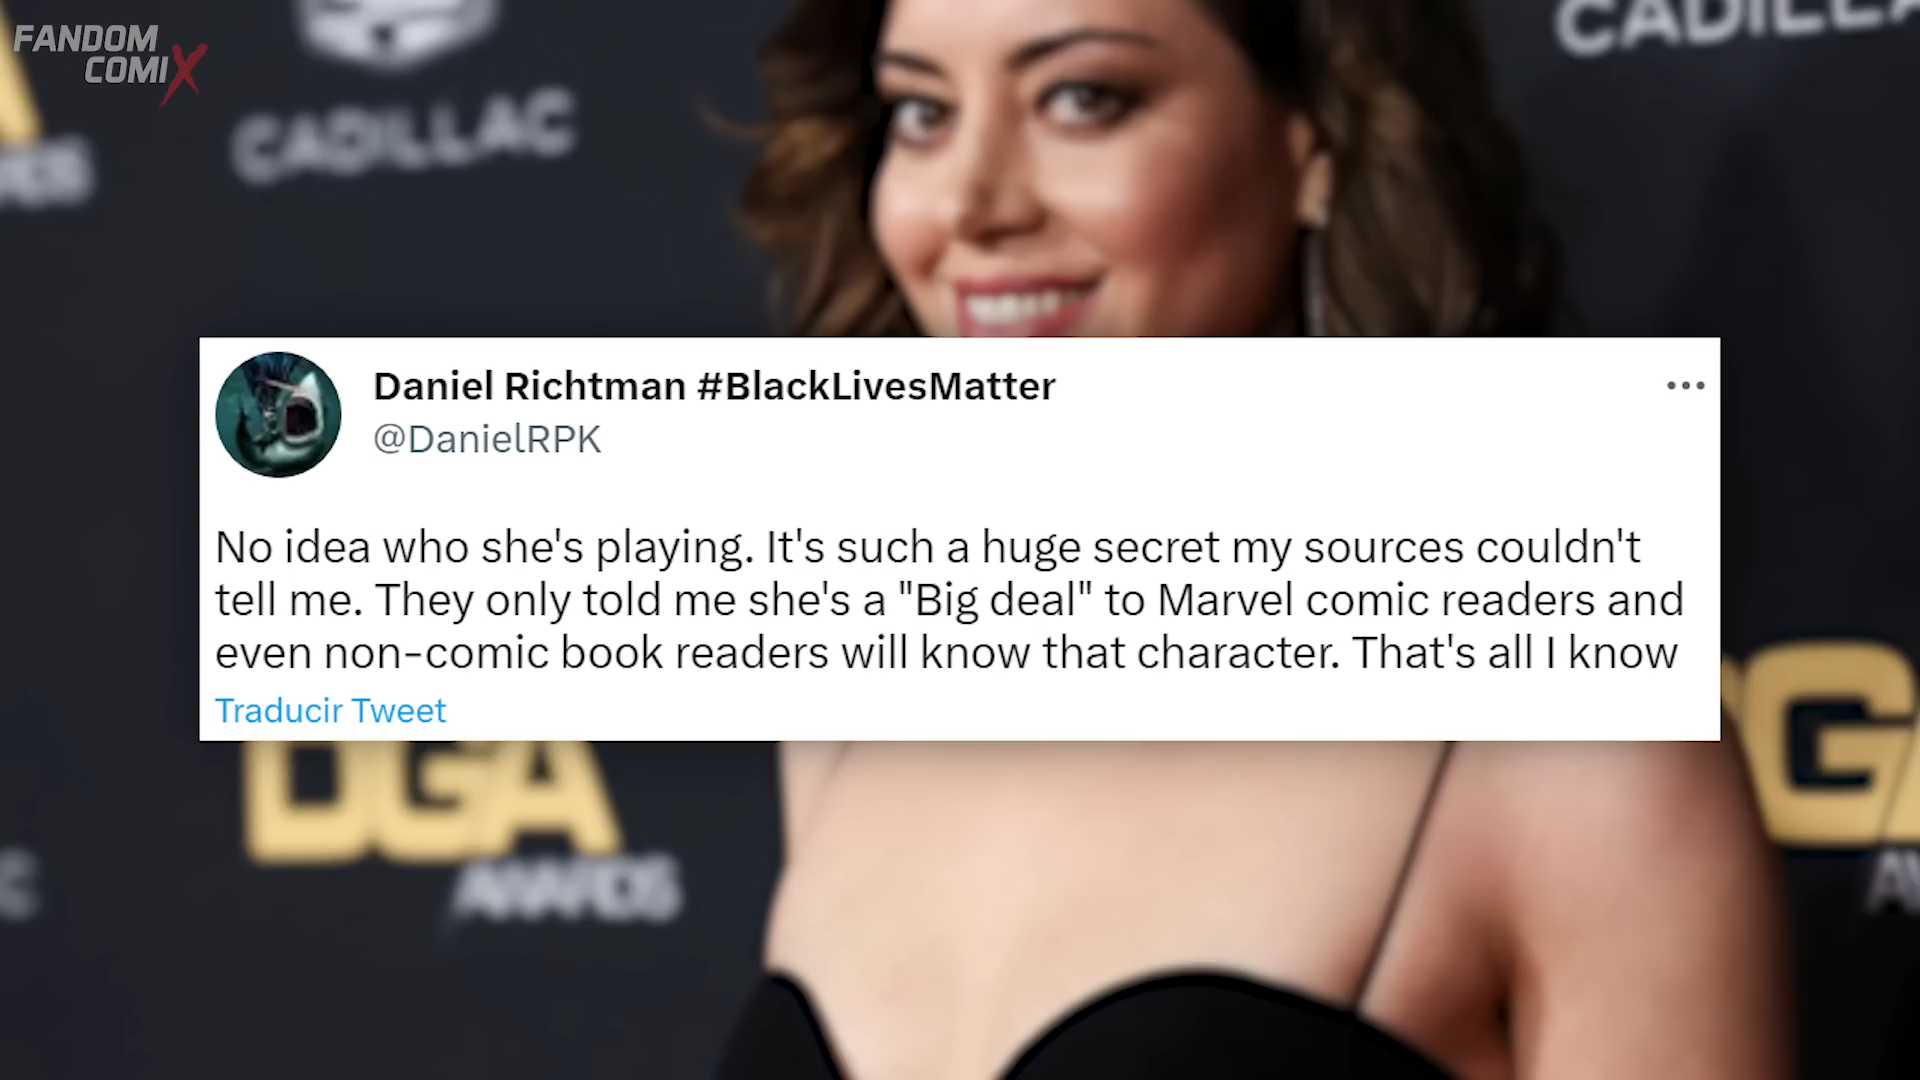 FANDOM
COMIX
CADILLAC
CADILLA
Daniel Richtman #BlackLivesMatter
@DanielRPK
No idea who she's playing. It's such a huge secret my sources couldn't
tell me. They only told me she's a "Big deal" to Marvel comic readers and
even non-comic book readers will know that character. That's all I know
Traducir Tweet
DGA
AWARDS
G